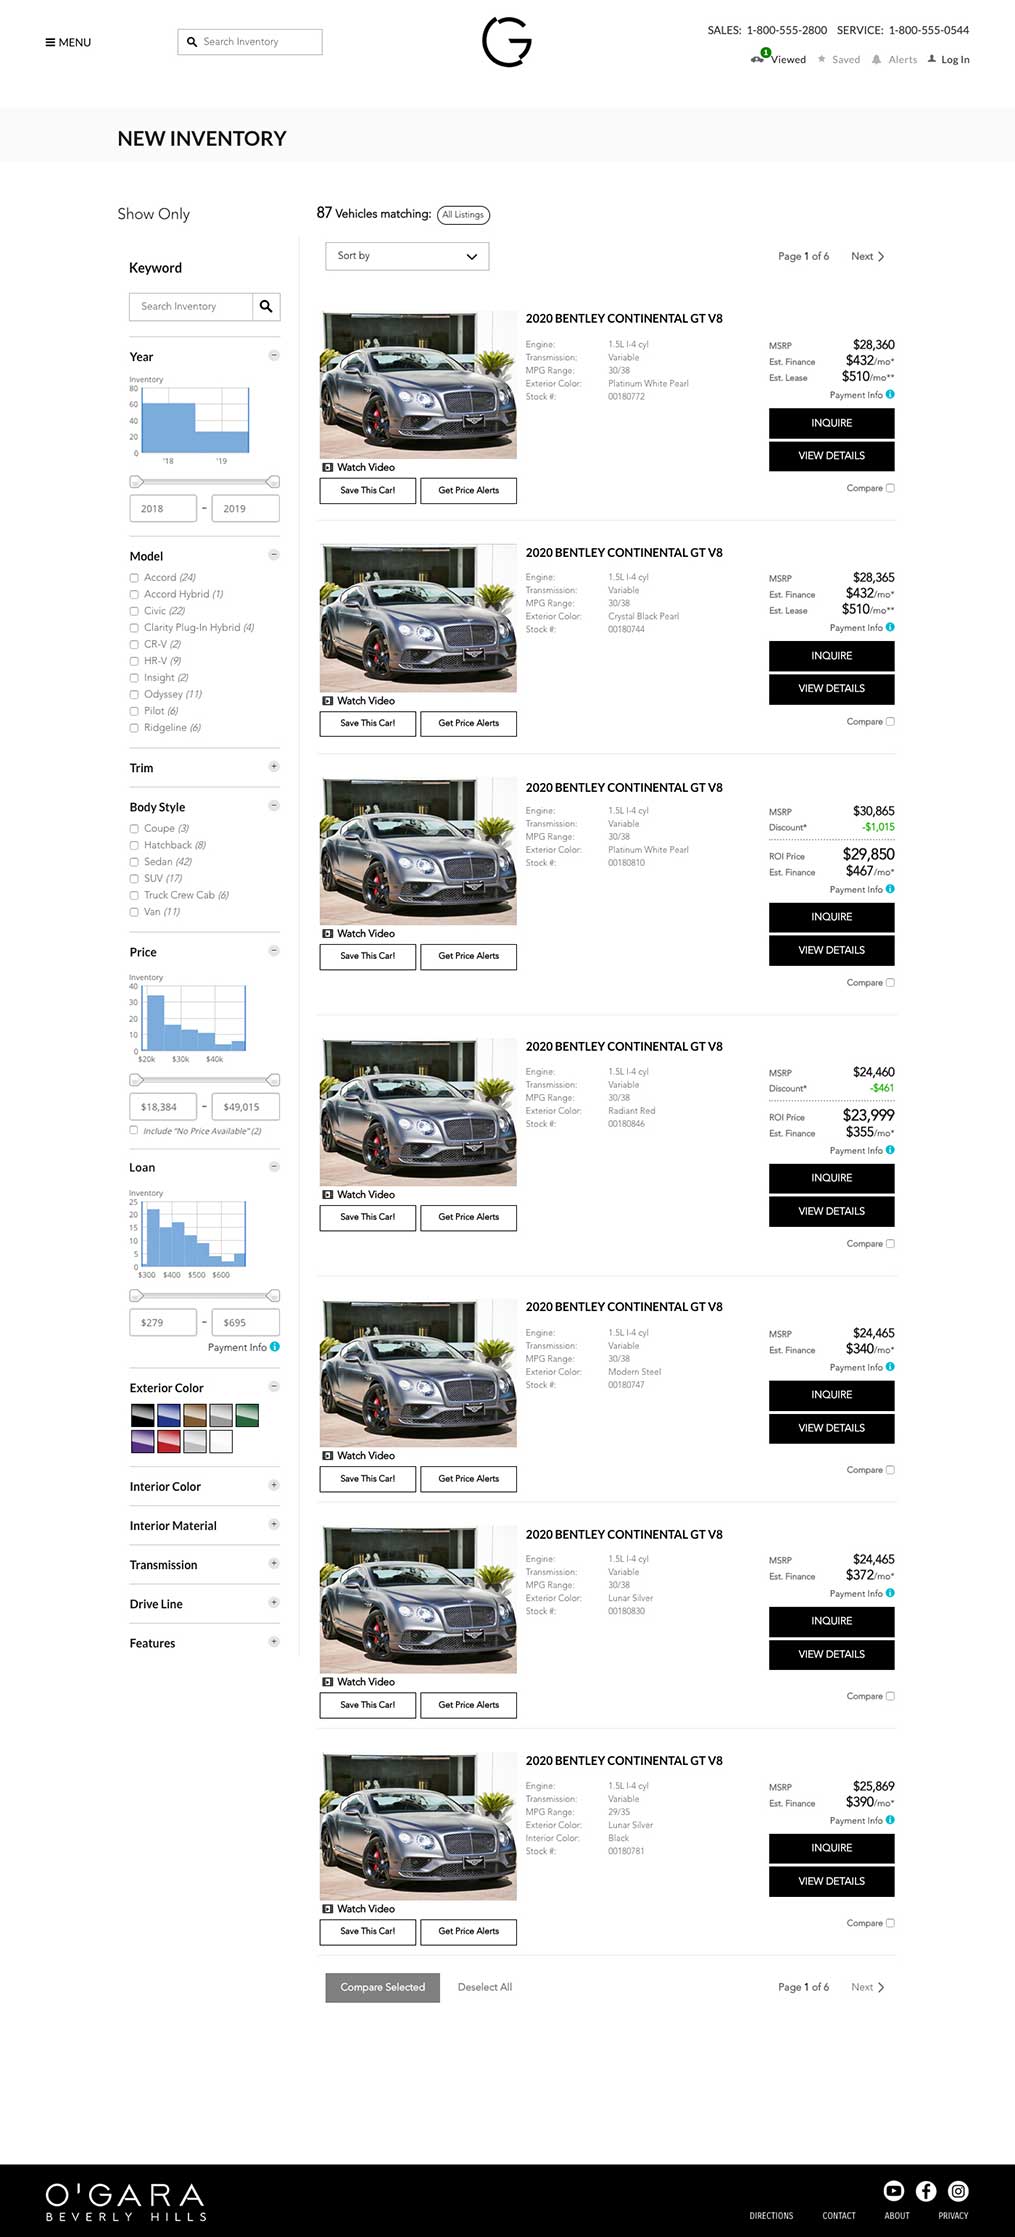 MENU
Search Inventory
G
SALES: 1-800-555-2800 SERVICE: 1-800-555-0544
1
Viewed Saved Alerts Log In
NEW INVENTORY
Show Only
Keyword
Search Inventory
Year
Inventory
80
60
40
20
0
'18 '19
2018 - 2019
Model
Accord (24)
Accord Hybrid (1)
Civic (22)
Clarity Plug-In Hybrid (4)
CR-V (2)
HR-V (9)
Insight (2)
Odyssey (11)
Pilot (6)
Ridgeline (6)
Trim
Body Style
Coupe (3)
Hatchback (8)
Sedan (42)
SUV (17)
Truck Crew Cab (6)
Van (11)
Price
Inventory
40
30
20
10
0
$20k $30k $40k
$18,384 - $49,015
Include "No Price Available" (2)
Loan
Inventory
25
20
15
10
5
0
$300 $400 $500 $600
$279 - $695
Payment Info
Exterior Color
Interior Color
Interior Material
Transmission
Drive Line
Features
87 Vehicles matching: All Listings
Sort by
Page 1 of 6 Next
2020 BENTLEY CONTINENTAL GT V8
Engine: 1.5L I-4 cyl
Transmission: Variable
MPG Range: 30/38
Exterior Color: Platinum White Pearl
Stock #: 00180772
MSRP $28,360
Est. Finance $432/mo*
Est. Lease $510/mo**
Payment Info
INQUIRE
VIEW DETAILS
Compare
Watch Video
Save This Car! Get Price Alerts
2020 BENTLEY CONTINENTAL GT V8
Engine: 1.5L I-4 cyl
Transmission: Variable
MPG Range: 30/38
Exterior Color: Crystal Black Pearl
Stock #: 00180744
MSRP $28,365
Est. Finance $432/mo*
Est. Lease $510/mo**
Payment Info
INQUIRE
VIEW DETAILS
Compare
Watch Video
Save This Car! Get Price Alerts
2020 BENTLEY CONTINENTAL GT V8
Engine: 1.5L I-4 cyl
Transmission: Variable
MPG Range: 30/38
Exterior Color: Platinum White Pearl
Stock #: 00180810
MSRP $30,865
Discount* -$1,015
ROI Price $29,850
Est. Finance $467/mo*
Payment Info
INQUIRE
VIEW DETAILS
Compare
Watch Video
Save This Car! Get Price Alerts
2020 BENTLEY CONTINENTAL GT V8
Engine: 1.5L I-4 cyl
Transmission: Variable
MPG Range: 30/38
Exterior Color: Radiant Red
Stock #: 00180846
MSRP $24,460
Discount* -$461
ROI Price $23,999
Est. Finance $355/mo*
Payment Info
INQUIRE
VIEW DETAILS
Compare
Watch Video
Save This Car! Get Price Alerts
2020 BENTLEY CONTINENTAL GT V8
Engine: 1.5L I-4 cyl
Transmission: Variable
MPG Range: 30/38
Exterior Color: Modern Steel
Stock #: 00180747
MSRP $24,465
Est. Finance $340/mo*
Payment Info
INQUIRE
VIEW DETAILS
Compare
Watch Video
Save This Car! Get Price Alerts
2020 BENTLEY CONTINENTAL GT V8
Engine: 1.5L I-4 cyl
Transmission: Variable
MPG Range: 30/38
Exterior Color: Lunar Silver
Stock #: 00180830
MSRP $24,465
Est. Finance $372/mo*
Payment Info
INQUIRE
VIEW DETAILS
Compare
Watch Video
Save This Car! Get Price Alerts
2020 BENTLEY CONTINENTAL GT V8
Engine: 1.5L I-4 cyl
Transmission: Variable
MPG Range: 29/35
Exterior Color: Lunar Silver
Interior Color: Black
Stock #: 00180781
MSRP $25,869
Est. Finance $390/mo*
Payment Info
INQUIRE
VIEW DETAILS
Compare
Watch Video
Save This Car! Get Price Alerts
Compare Selected Deselect All
Page 1 of 6 Next
O'GARA
BEVERLY HILLS
DIRECTIONS CONTACT ABOUT PRIVACY